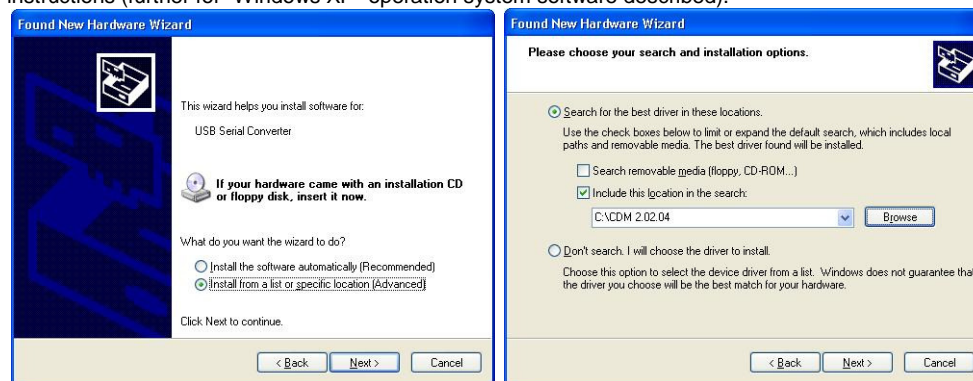 instructions (further for "Windows XP" operation system software described).
Found New Hardware Wizard
This wizard helps you install software for:
USB Serial Converter
If your hardware came with an installation CD
or floppy disk, insert it now.
What do you want the wizard to do?
Install the software automatically (Recommended)
Install from a list or specific location (Advanced)
Click Next to continue.
< Back
Next >
Cancel
Found New Hardware Wizard
Please choose your search and installation options.
Search for the best driver in these locations.
Use the check boxes below to limit or expand the default search, which includes local
paths and removable media. The best driver found will be installed.
Search removable media (floppy, CD-ROM...)
Include this location in the search:
C:\CDM 2.02.04
Browse
Don't search. I will choose the driver to install.
Choose this option to select the device driver from a list. Windows does not guarantee that
the driver you choose will be the best match for your hardware.
< Back
Next >
Cancel